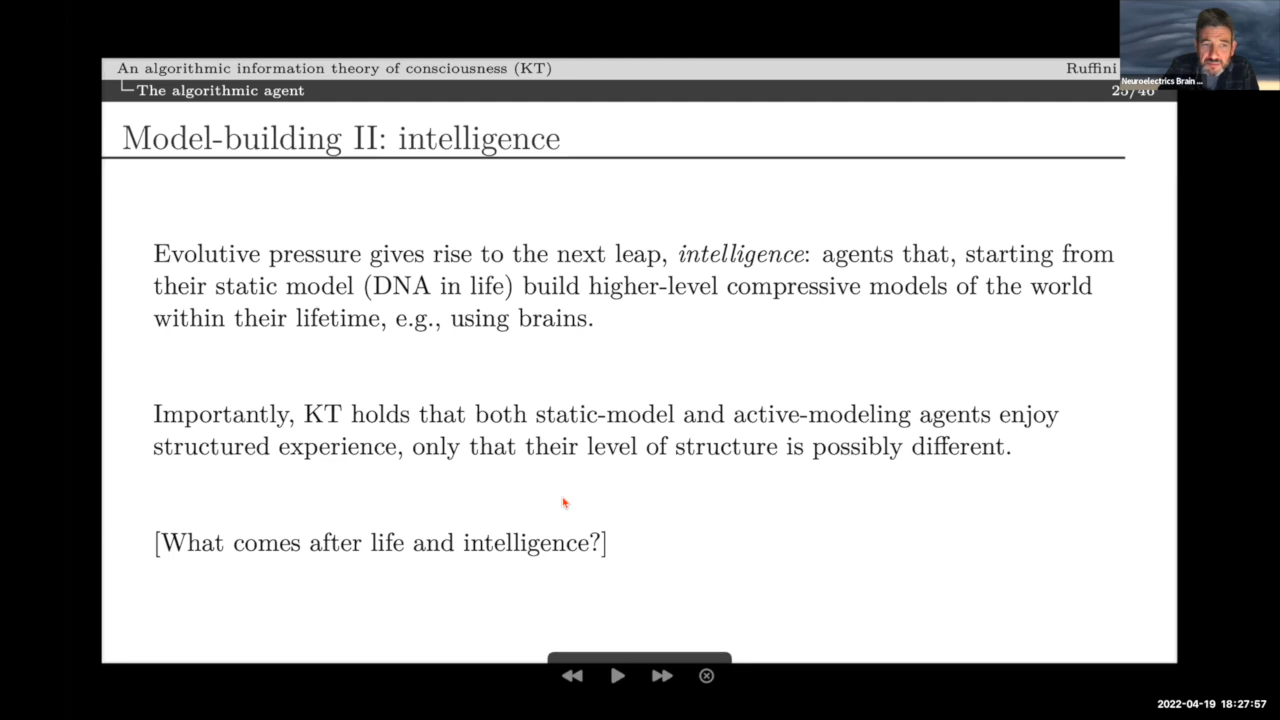 An algorithmic information theory of consciousness (KT) Ruffini
The algorithmic agent 25/46
Neuroelectrics Brain ...
Model-building II: intelligence
Evolutive pressure gives rise to the next leap, intelligence: agents that, starting from
their static model (DNA in life) build higher-level compressive models of the world
within their lifetime, e.g., using brains.
Importantly, KT holds that both static-model and active-modeling agents enjoy
structured experience, only that their level of structure is possibly different.
[What comes after life and intelligence?]
2022-04-19 18:27:57